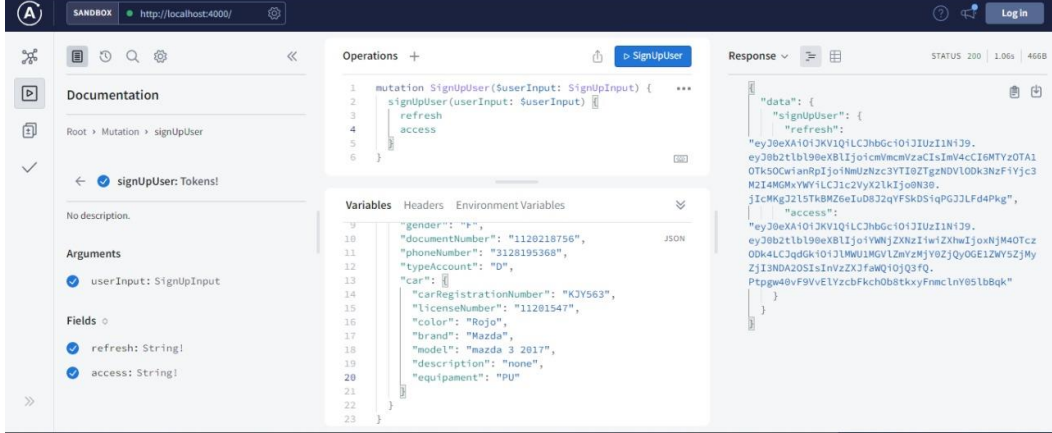 A
SANDBOX http://localhost:4000/
Log in
Documentation
Root › Mutation › signUpUser
signUpUser: Tokens!
No description.
Arguments
userInput: SignUpInput
Fields
refresh: String!
access: String!
Operations +
SignUpUser
1 mutation SignUpUser($userInput: SignUpInput) {
2 signUpUser(userInput: $userInput) {
3 refresh
4 access
5 }
6 }
Variables Headers Environment Variables
JSON
9 "gender": "F",
10 "documentNumber": "1120218756",
11 "phoneNumber": "3128195368",
12 "typeAccount": "D",
13 "car": {
14 "carRegistrationNumber": "KJY563",
15 "licenseNumber": "11201547",
16 "color": "Rojo",
17 "brand": "Mazda",
18 "model": "mazda 3 2017",
19 "description": "none",
20 "equipament": "PU"
21 }
22 }
23 }
Response
STATUS 200 1.06s 466B
{
"data": {
"signUpUser": {
"refresh":
"access":
}
}
}